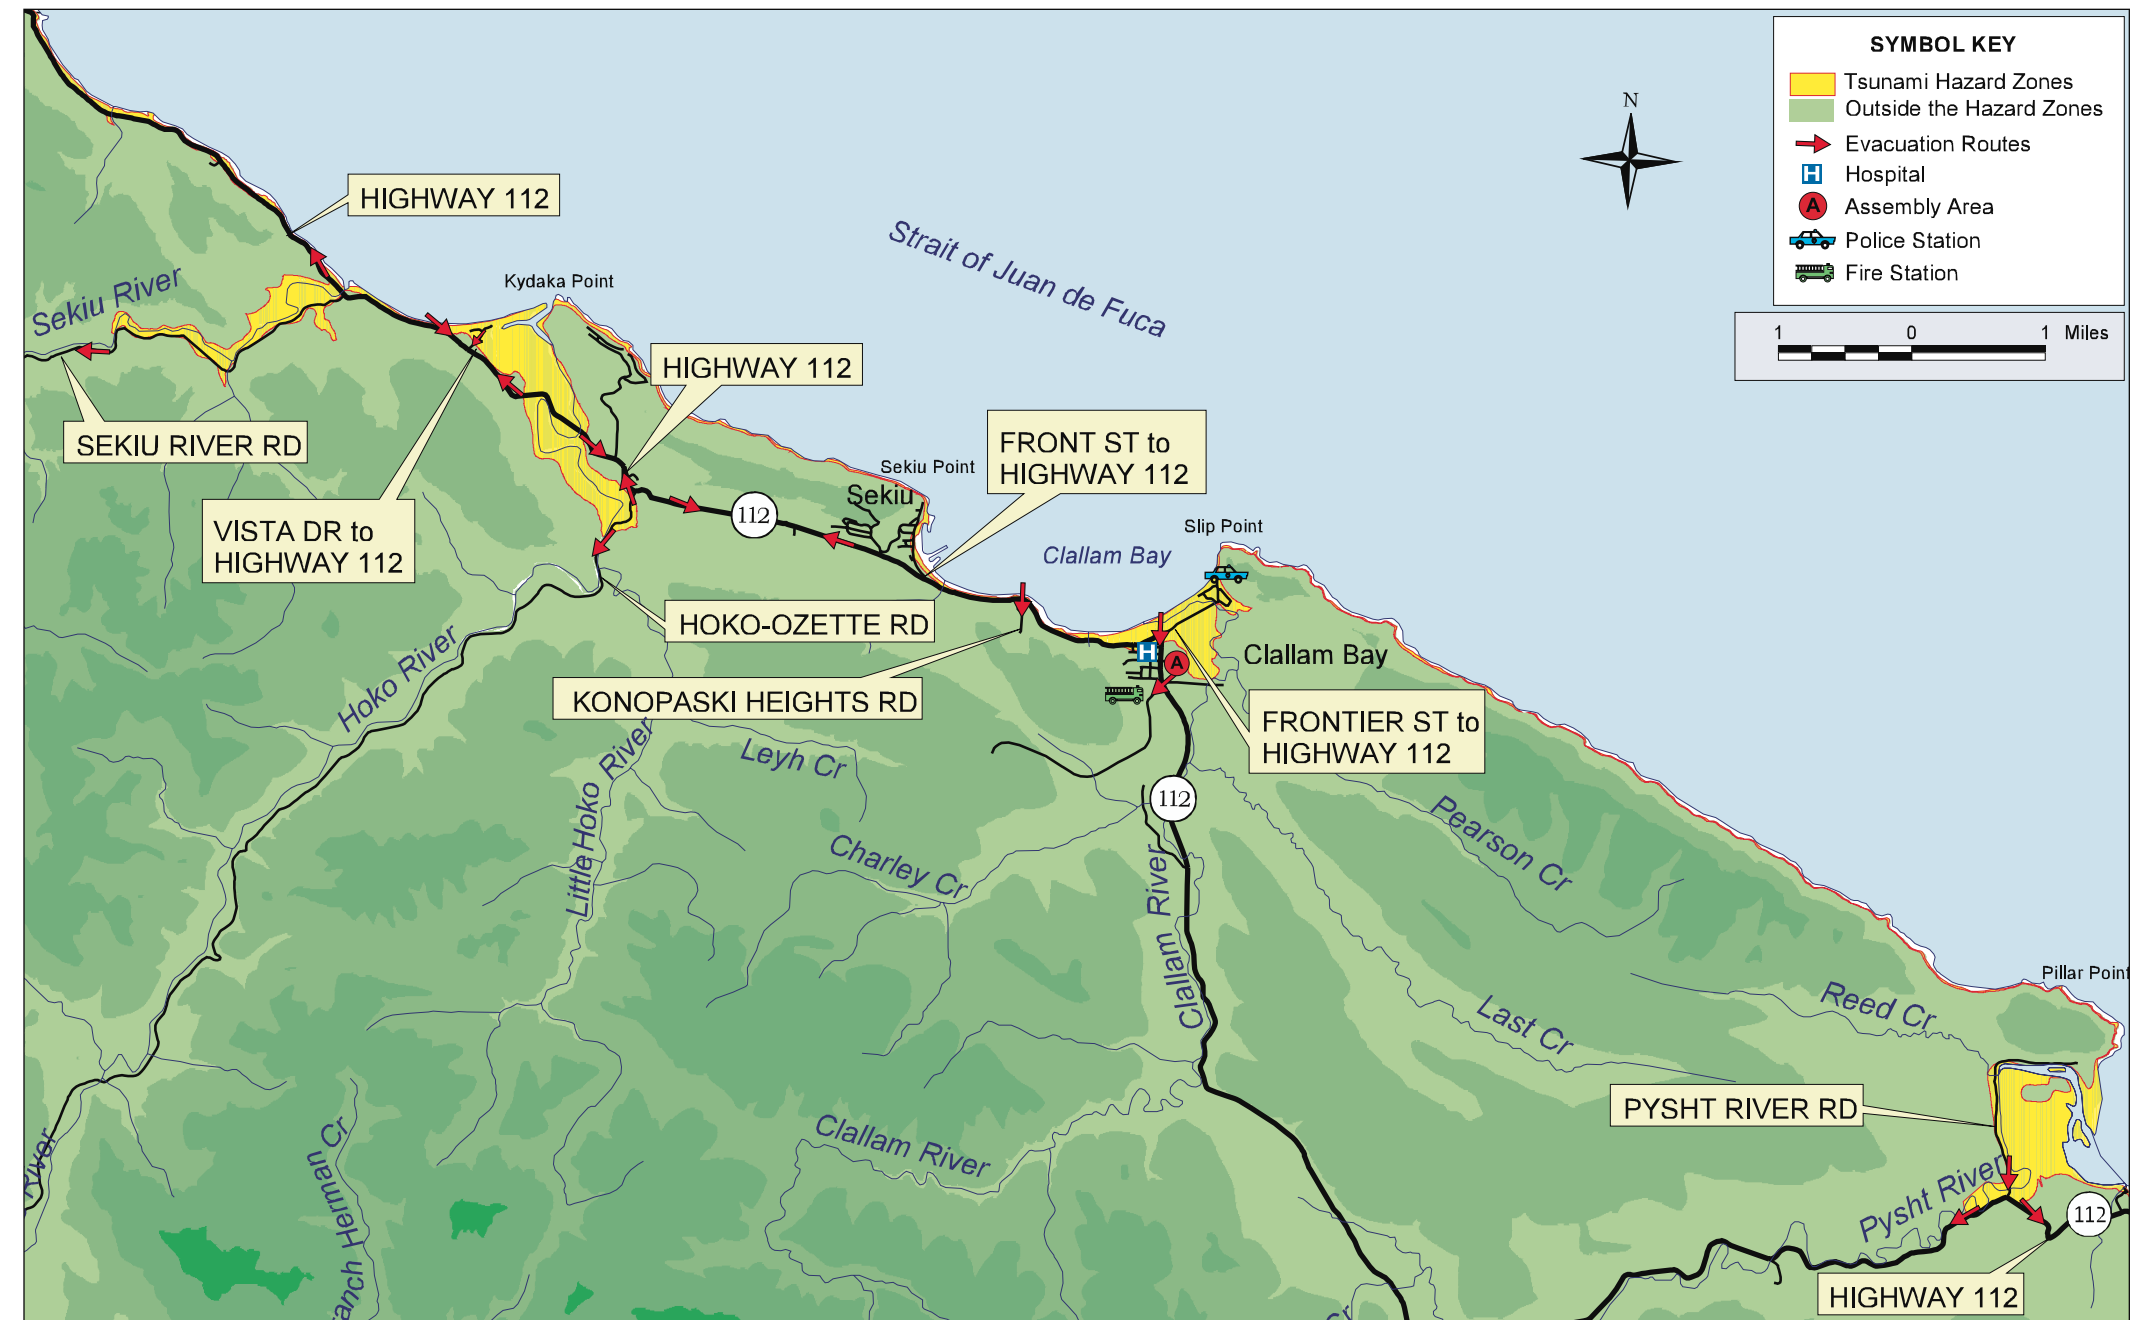 SYMBOL KEY
Tsunami Hazard Zones
Outside the Hazard Zones
Evacuation Routes
H
Hospital
A
Assembly Area
Police Station
Fire Station
N
1 0 1 Miles
HIGHWAY 112
Strait of Juan de Fuca
Kydaka Point
Sekiu River
HIGHWAY 112
SEKIU RIVER RD
FRONT ST to
HIGHWAY 112
Sekiu Point
Sekiu
112
VISTA DR to
HIGHWAY 112
Slip Point
Clallam Bay
HOKO-OZETTE RD
H
A
Clallam Bay
KONOPASKI HEIGHTS RD
Hoko River
FRONTIER ST to
HIGHWAY 112
Leyh Cr
Little Hoko River
112
Pearson Cr
Charley Cr
Clallam River
Pillar Point
Reed Cr
Last Cr
PYSHT RIVER RD
Clallam River
River
ranch Herman Cr
Pysht River
112
HIGHWAY 112
Cr